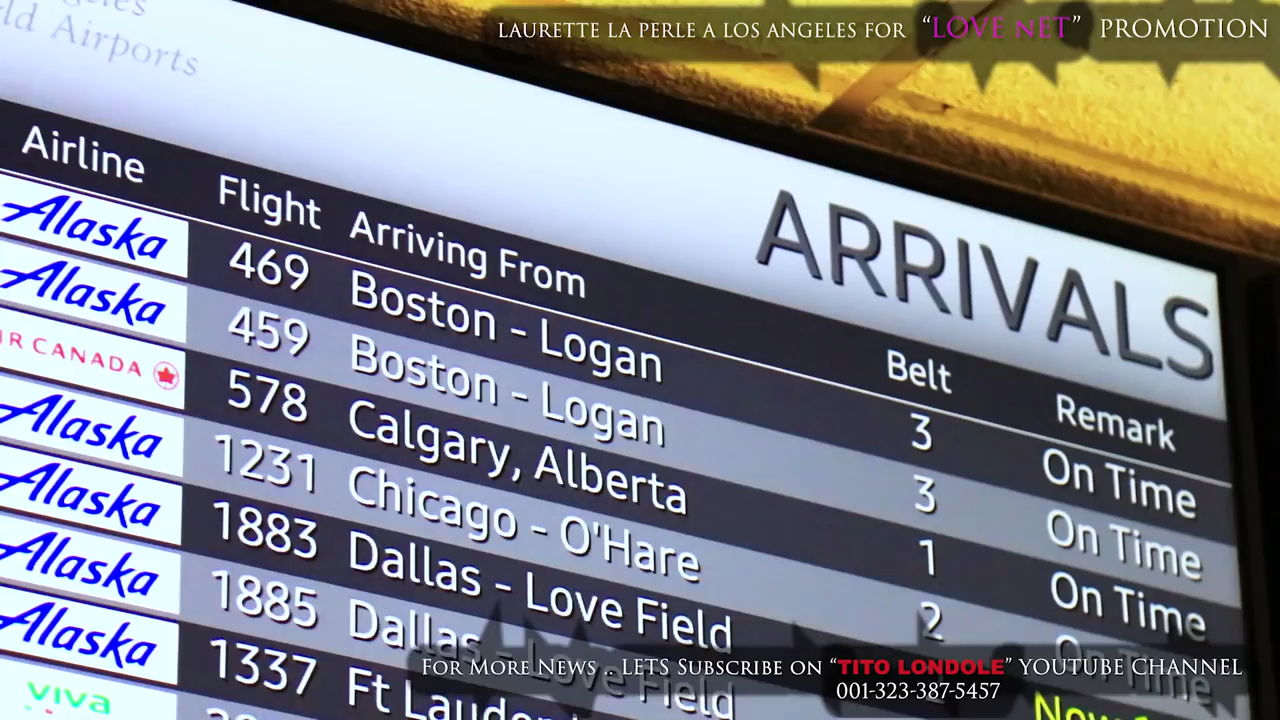 LAURETTE LA PERLE A LOS ANGELES FOR “LOVE NET” PROMOTION
ld Airports
ARRIVALS
Airline Flight Arriving From Belt Remark
Alaska 469 Boston - Logan 3 On Time
Alaska 459 Boston - Logan 3 On Time
AIR CANADA 578 Calgary, Alberta 1 On Time
Alaska 1231 Chicago - O'Hare 2 On Time
Alaska 1883 Dallas - Love Field
Alaska 1885 Dallas - Love Field
Alaska 1337 Ft Lauder
viva
FOR MORE NEWS .. LETS SUBSCRIBE ON “TITO LONDOLE” YOUTUBE CHANNEL
001-323-387-5457